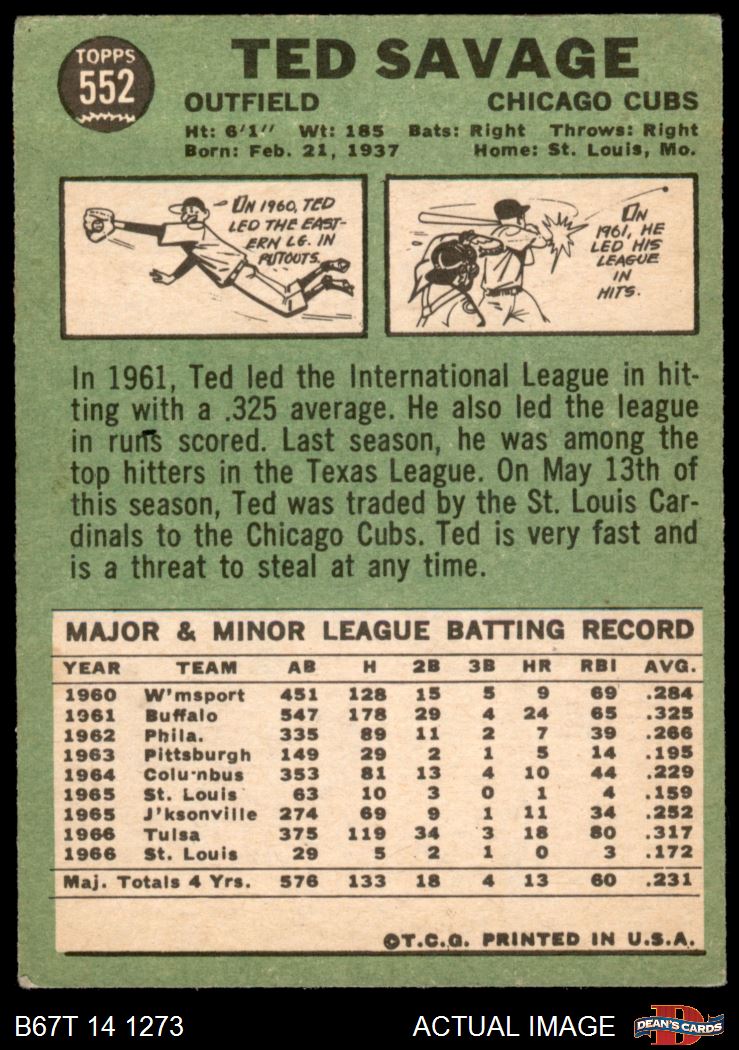 TOPPS
552
TED SAVAGE
OUTFIELD CHICAGO CUBS
Ht: 6'1" Wt: 185 Bats: Right Throws: Right
Born: Feb. 21, 1937 Home: St. Louis, Mo.
IN 1960, TED
LED THE EAST-
ERN LG. IN
PUTOUTS.
IN
1961, HE
LED HIS
LEAGUE
IN
HITS.
In 1961, Ted led the International League in hit-
ting with a .325 average. He also led the league
in runs scored. Last season, he was among the
top hitters in the Texas League. On May 13th of
this season, Ted was traded by the St. Louis Car-
dinals to the Chicago Cubs. Ted is very fast and
is a threat to steal at any time.
MAJOR & MINOR LEAGUE BATTING RECORD
YEAR TEAM AB H 2B 3B HR RBI AVG.
1960 W'msport 451 128 15 5 9 69 .284
1961 Buffalo 547 178 29 4 24 65 .325
1962 Phila. 335 89 11 2 7 39 .266
1963 Pittsburgh 149 29 2 1 5 14 .195
1964 Columbus 353 81 13 4 10 44 .229
1965 St. Louis 63 10 3 0 1 4 .159
1965 J'ksonville 274 69 9 1 11 34 .252
1966 Tulsa 375 119 34 3 18 80 .317
1966 St. Louis 29 5 2 1 0 3 .172
Maj. Totals 4 Yrs. 576 133 18 4 13 60 .231
©T.C.G. PRINTED IN U.S.A.
B67T 14 1273 ACTUAL IMAGE
D
DEAN'S CARDS